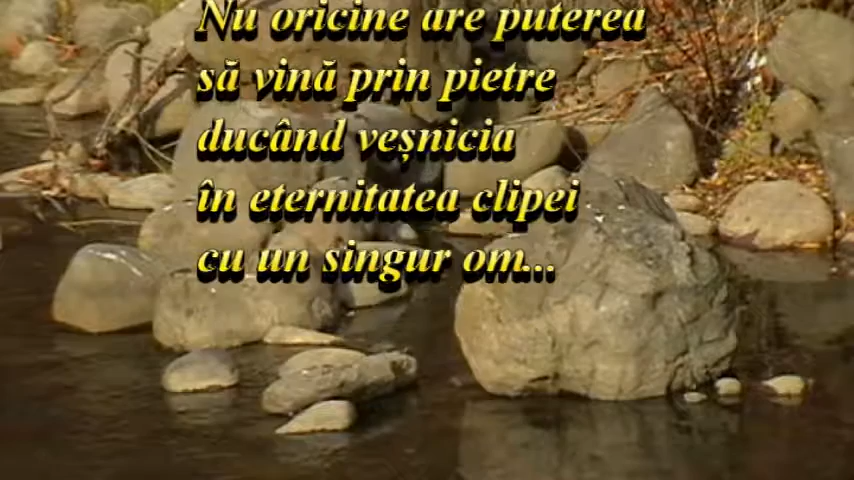 Nu oricine are puterea
să vină prin pietre
ducând veșnicia
în eternitatea clipei
cu un singur om...